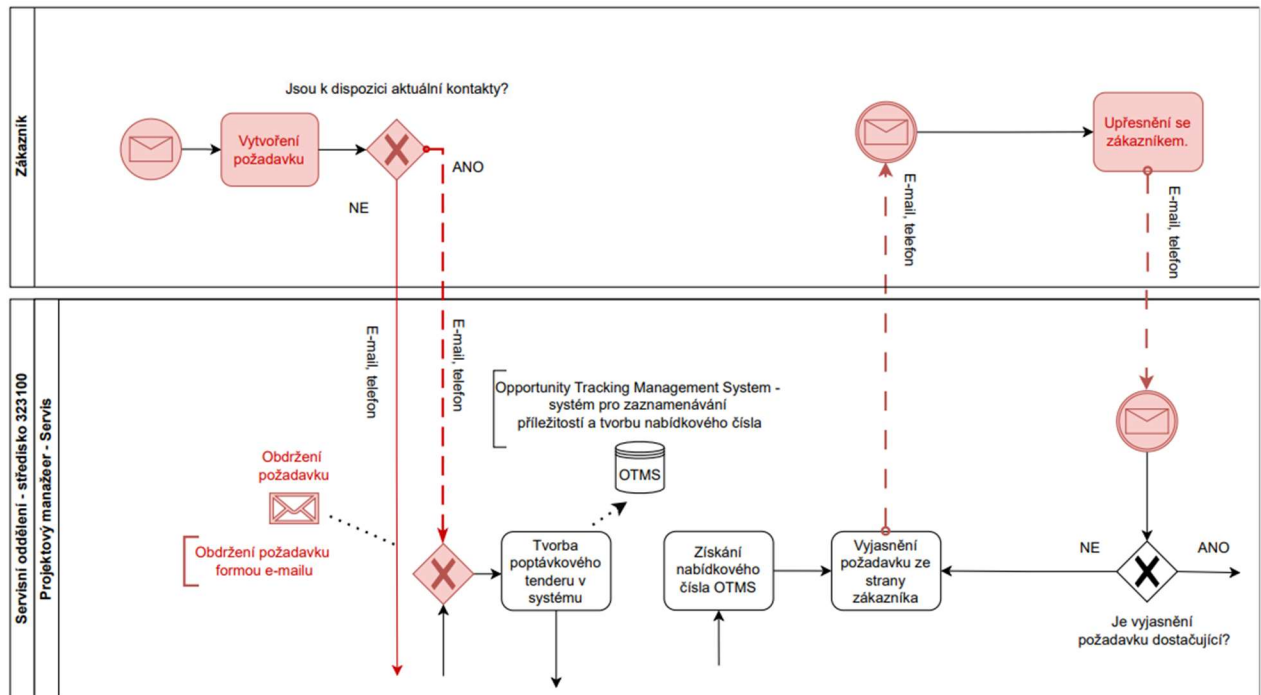 Zákazník
Jsou k dispozici aktuální kontakty?
Vytvoření
požadavku
ANO
NE
E-mail, telefon
Upřesnění se
zákazníkem.
E-mail, telefon
Servisní oddělení - středisko 323100
Projektový manažeer - Servis
E-mail, telefon
E-mail, telefon
Opportunity Tracking Management System -
systém pro zaznamenávání
příležitostí a tvorbu nabídkového čísla
OTMS
Obdržení
požadavku
Obdržení požadavku
formou e-mailu
Tvorba
poptávkového
tenderu v
systému
Získání
nabídkového
čísla OTMS
Vyjasnění
požadavku ze
strany
zákazníka
NE
ANO
Je vyjasnění
požadavku dostačující?